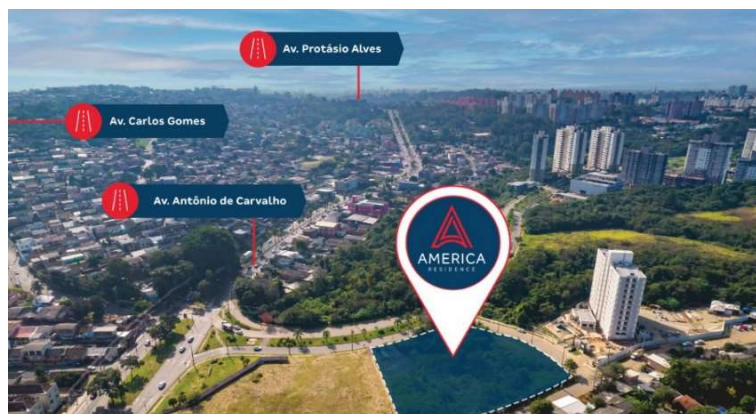 Av. Protásio Alves
Av. Carlos Gomes
Av. Antônio de Carvalho
AMERICA
RESIDENCE